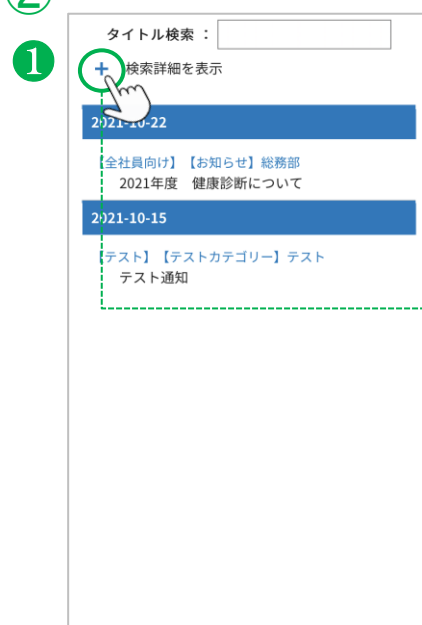 ②
タイトル検索 ：
❶
+ 検索詳細を表示
2021-10-22
【全社員向け】【お知らせ】総務部
2021年度　健康診断について
2021-10-15
【テスト】【テストカテゴリー】テスト
テスト通知